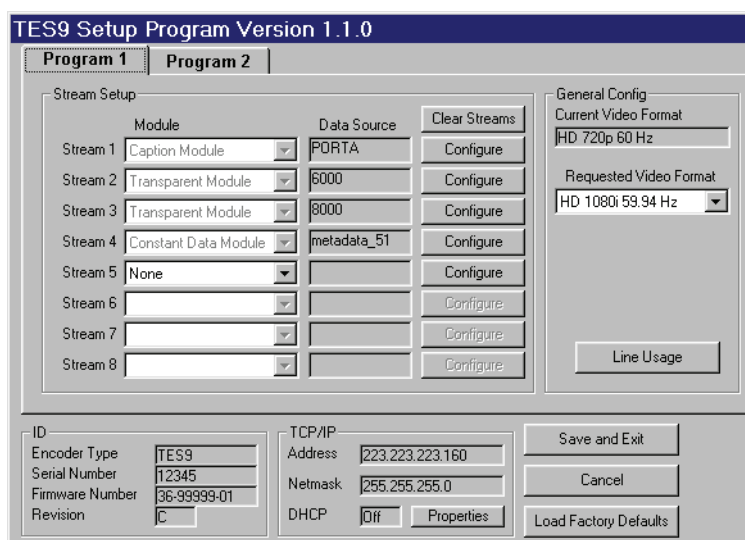 TES9 Setup Program Version 1.1.0
Program 1 Program 2
Stream Setup
Module Data Source Clear Streams
Stream 1 Caption Module PORTA Configure
Stream 2 Transparent Module 6000 Configure
Stream 3 Transparent Module 8000 Configure
Stream 4 Constant Data Module metadata_51 Configure
Stream 5 None Configure
Stream 6 Configure
Stream 7 Configure
Stream 8 Configure
General Config
Current Video Format
HD 720p 60 Hz
Requested Video Format
HD 1080i 59.94 Hz
Line Usage
ID
Encoder Type TES9
Serial Number 12345
Firmware Number 36-99999-01
Revision C
TCP/IP
Address 223.223.223.160
Netmask 255.255.255.0
DHCP Off Properties
Save and Exit
Cancel
Load Factory Defaults